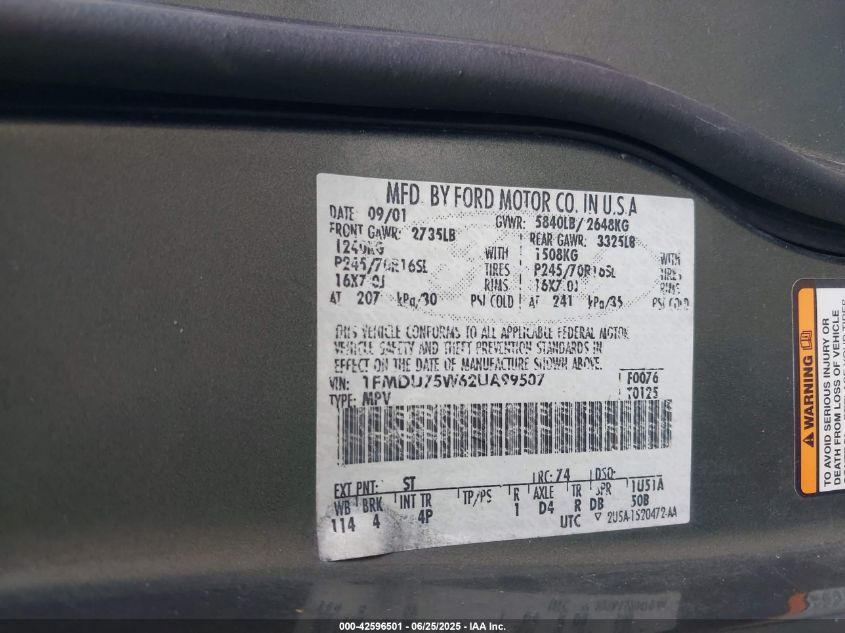 MFD. BY FORD MOTOR CO. IN U.S.A
DATE 09/01 GVWR: 5840LB/ 2648KG
FRONT GAWR: 2735LB REAR GAWR: 3325LB
1240KG WITH 1508KG WITH
P245/70R16SL TIRES P245/70R16SL TIRES
16X7.0J RIMS 16X7.0J RIMS
AT 207 kPa/30 PSI COLD AT 241 kPa/35 PSI COLD
THIS VEHICLE CONFORMS TO ALL APPLICABLE FEDERAL MOTOR
VEHICLE SAFETY AND THEFT PREVENTION STANDARDS IN
EFFECT ON THE DATE OF MANUFACTURE SHOWN ABOVE.
VIN: 1FMDU75W62UA99507 F0076
TYPE: MPV T0125
EXT PNT: ST RC: 74 DSO:
WB BRK INT TR TP/PS R AXLE TR SPR 1U51A
114 4 4P 1 D4 R DB 50B
UTC ▽ 2U5A-1520472-AA
WARNING
TO AVOID SERIOUS INJURY OR
DEATH FROM LOSS OF VEHICLE
000-42596501 - 06/25/2025 - IAA Inc.